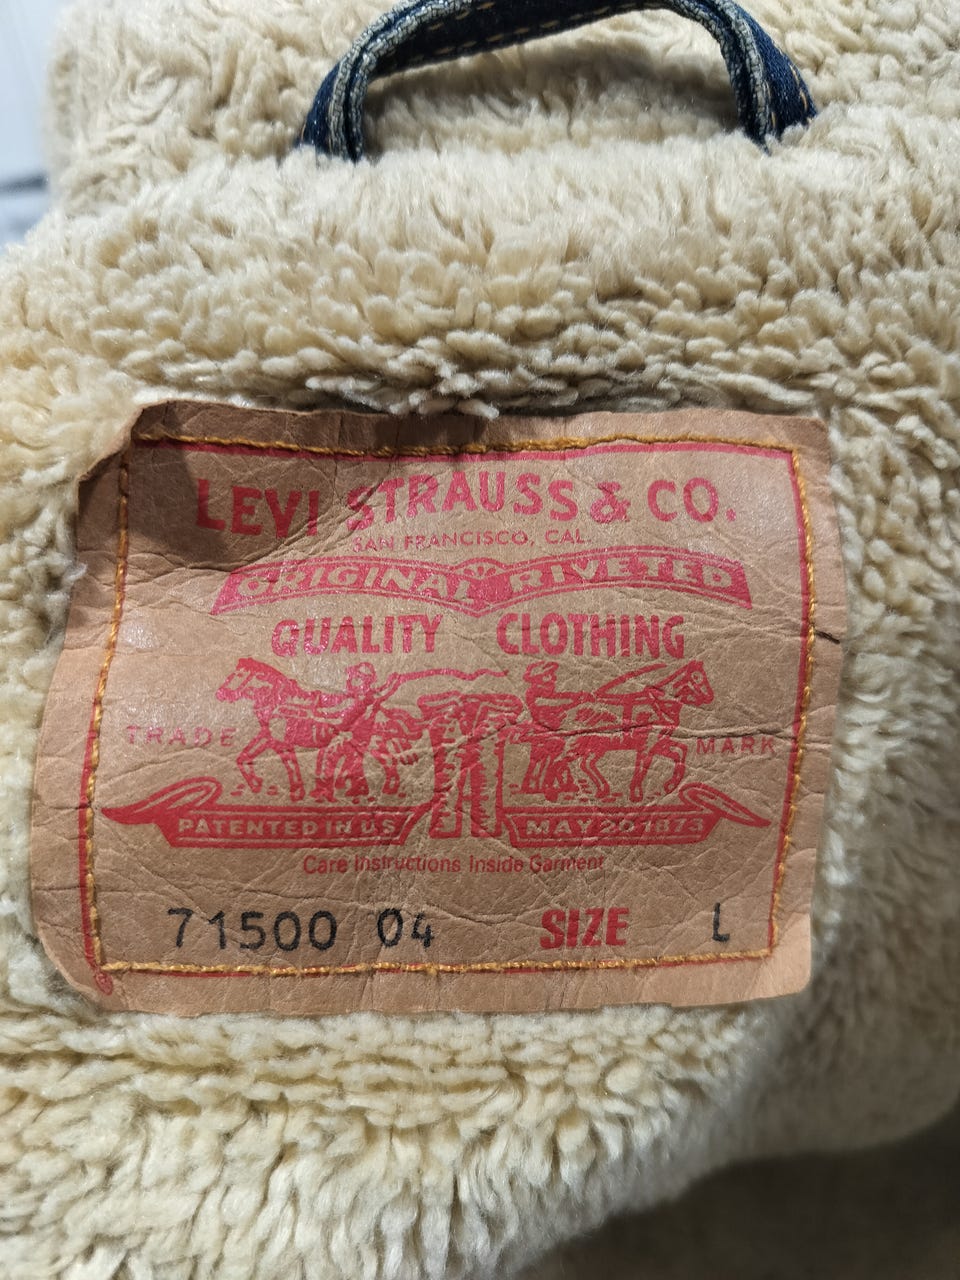 LEVI STRAUSS & CO.
SAN FRANCISCO, CAL.
ORIGINAL RIVETED
QUALITY CLOTHING
TRADE MARK
PATENTED IN U.S. MAY 20 1873
Care Instructions Inside Garment
71500 04 SIZE L
®